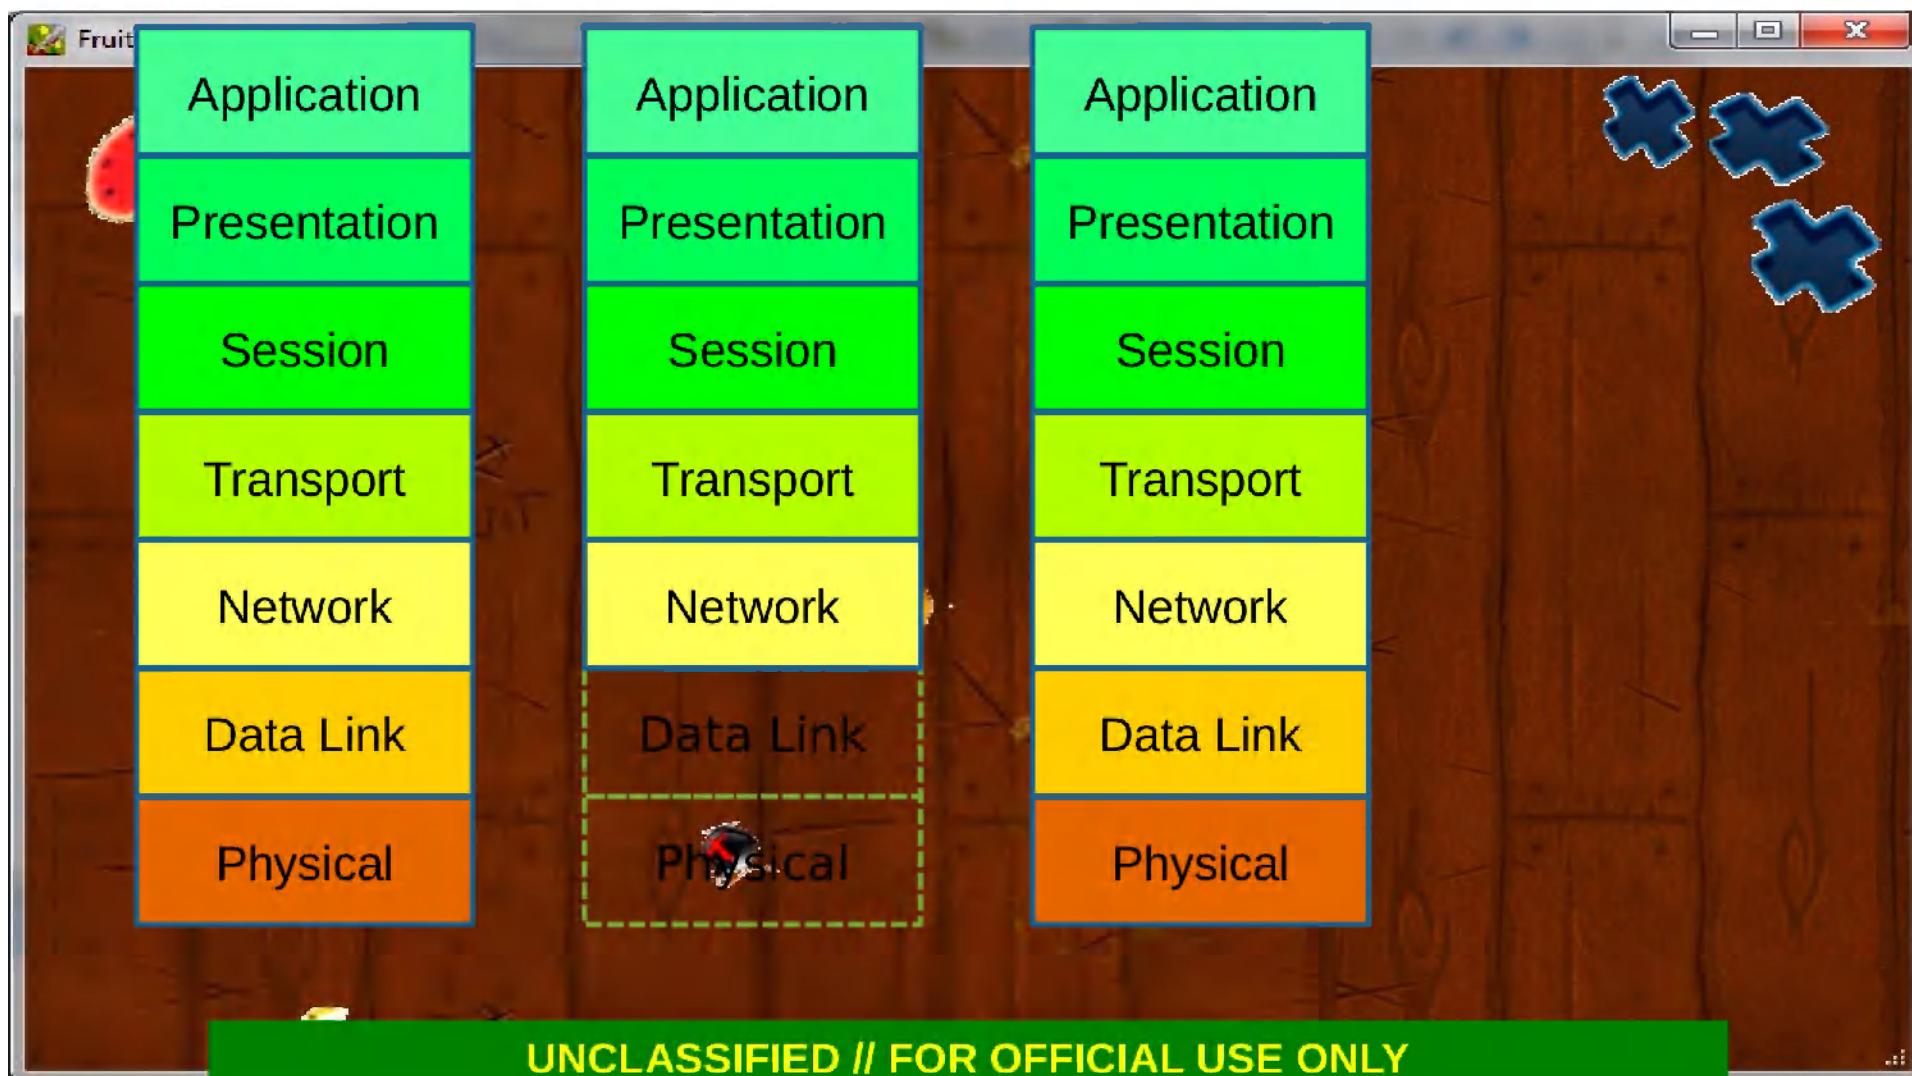 Fruit
Application
Presentation
Session
Transport
Network
Data Link
Physical
Application
Presentation
Session
Transport
Network
Data Link
Physical
Application
Presentation
Session
Transport
Network
Data Link
Physical
UNCLASSIFIED // FOR OFFICIAL USE ONLY